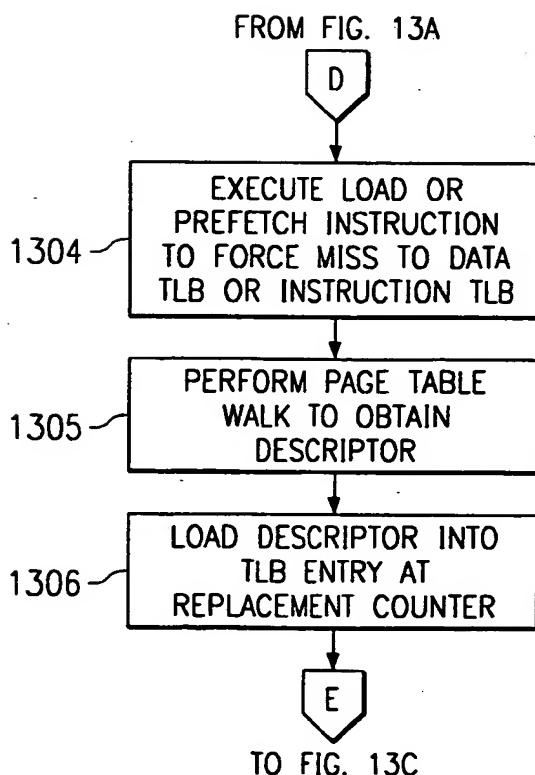 FROM FIG. 13A
D
EXECUTE LOAD OR
PREFETCH INSTRUCTION
1304
TO FORCE MISS TO DATA
TLB OR INSTRUCTION TLB
PERFORM PAGE TABLE
1305
WALK TO OBTAIN
DESCRIPTOR
LOAD DESCRIPTOR INTO
1306
TLB ENTRY AT
REPLACEMENT COUNTER
E
TO FIG. 13C